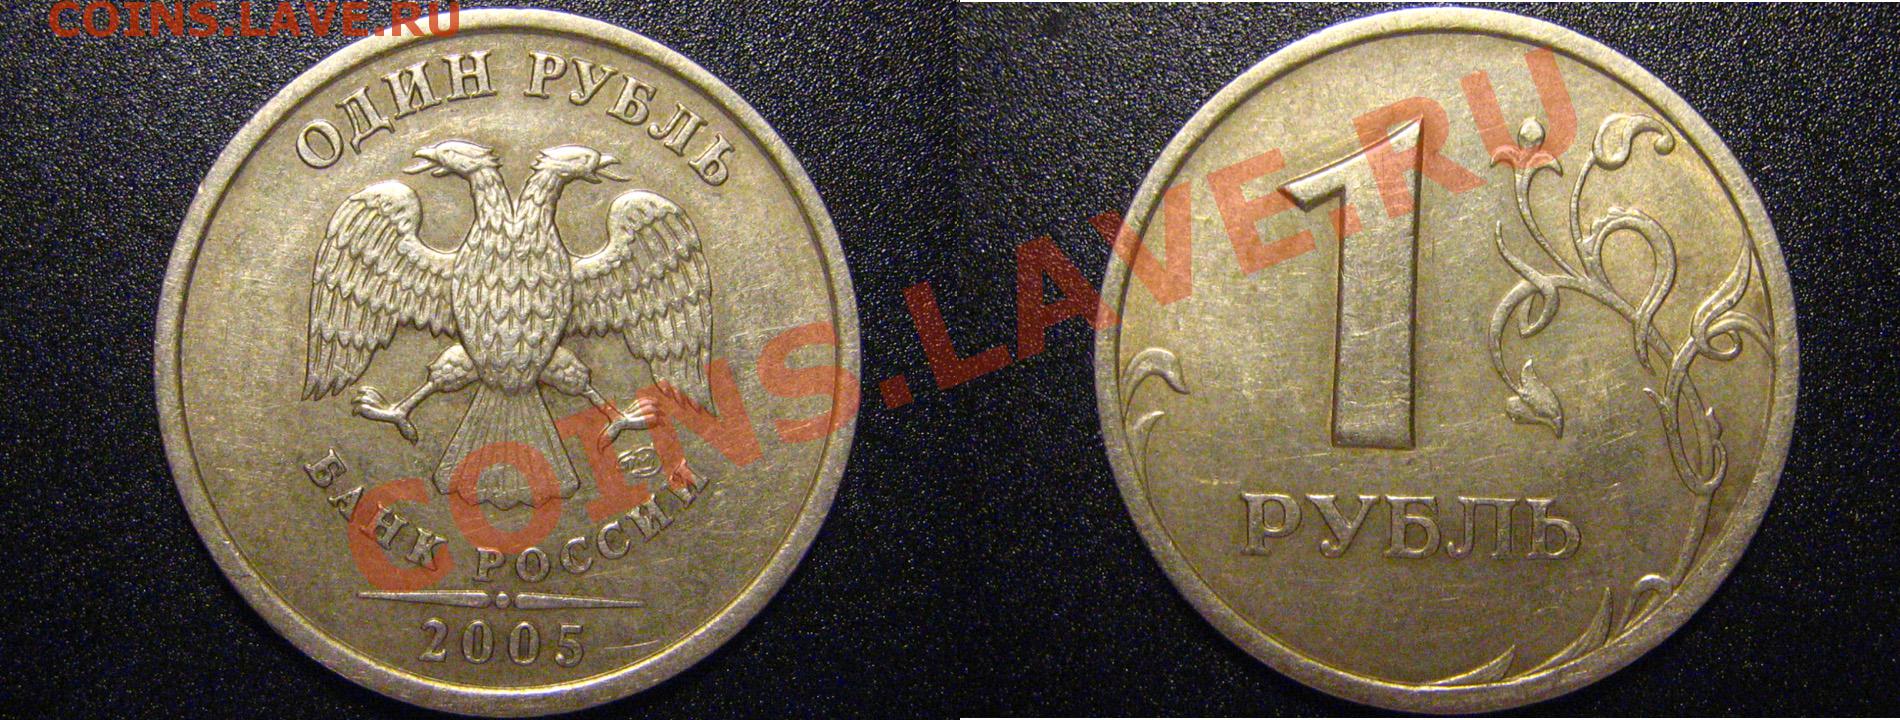 COINS.LAVE.RU
ОДИН РУБЛЬ
БАНК РОССИИ
2005
1
РУБЛЬ
COINS.LAVE.RU